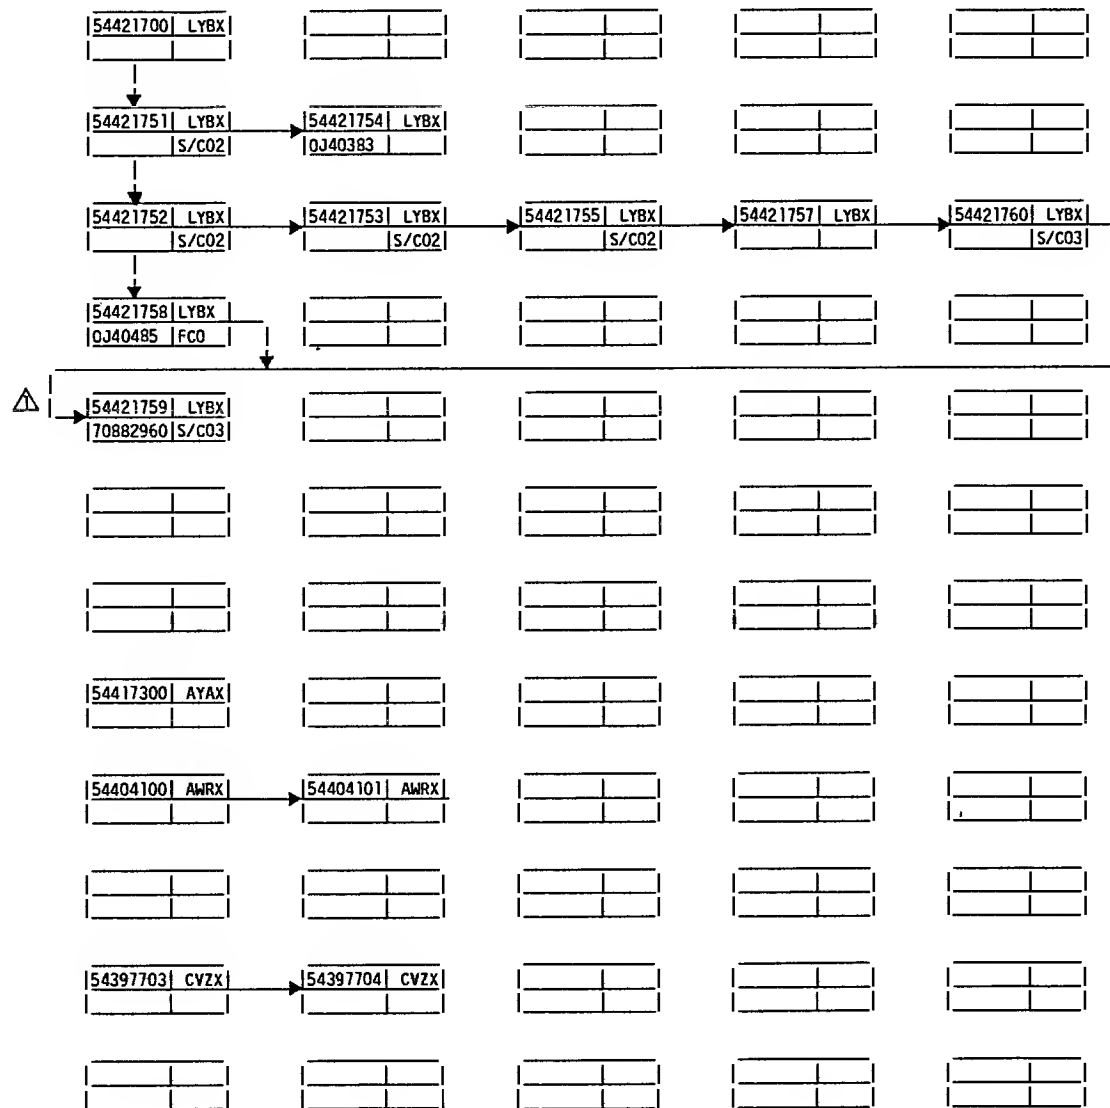 54421700 LYBX
54421751 LYBX 54421754 LYBX
S/C02 0J40383
54421752 LYBX 54421753 LYBX 54421755 LYBX 54421757 LYBX 54421760 LYBX
S/C02 S/C02 S/C02 S/C03
54421758 LYBX
0J40485 FCO
1
54421759 LYBX
70882960 S/C03
54417300 AYAX
54404100 AWRX 54404101 AWRX
54397703 CVZX 54397704 CVZX